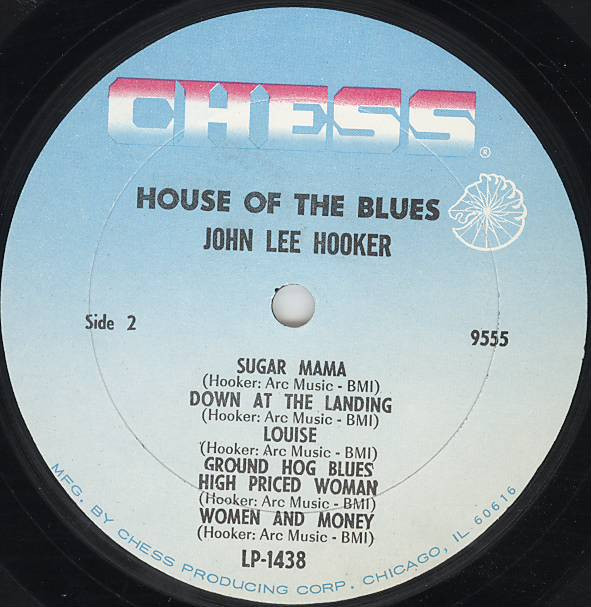 CHESS
®
HOUSE OF THE BLUES
JOHN LEE HOOKER
Side 2
9555
SUGAR MAMA
(Hooker: Arc Music - BMI)
DOWN AT THE LANDING
(Hooker: Arc Music - BMI)
LOUISE
(Hooker: Arc Music - BMI)
GROUND HOG BLUES
HIGH PRICED WOMAN
(Hooker: Arc Music - BMI)
WOMEN AND MONEY
(Hooker: Arc Music - BMI)
LP-1438
MFG. BY CHESS PRODUCING CORP. CHICAGO, IL 60616